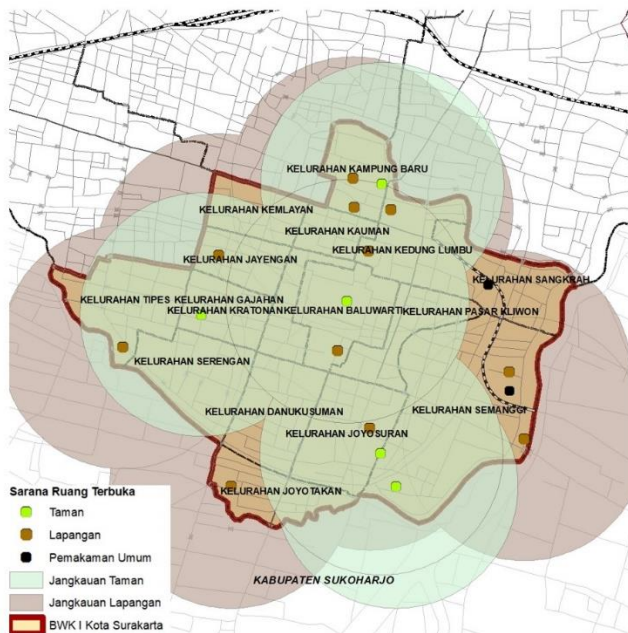 KELURAHAN KAMPUNG BARU
KELURAHAN KEMLAYAN
KELURAHAN KAUMAN
KELURAHAN KEDUNG LUMBU
KELURAHAN JAYENGAN
KELURAHAN SANGKRAH
KELURAHAN TIPES
KELURAHAN GAJAHAN
KELURAHAN KRATONAN
KELURAHAN BALUWARTI
KELURAHAN PASAR KLIWON
KELURAHAN SERENGAN
KELURAHAN DANUKUSUMAN
KELURAHAN SEMANGGI
KELURAHAN JOYOSURAN
KELURAHAN JOYOTAKAN
KABUPATEN SUKOHARJO
Sarana Ruang Terbuka
Taman
Lapangan
Pemakaman Umum
Jangkauan Taman
Jangkauan Lapangan
BWK I Kota Surakarta